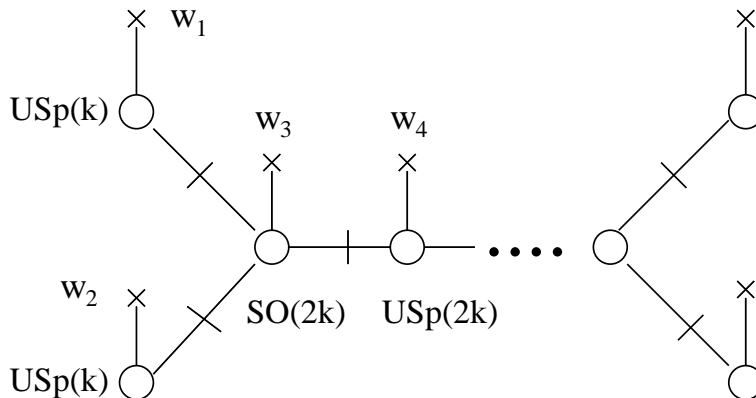 w₁
USp(k)
w₃
w₄
w₂
SO(2k)
USp(2k)
USp(k)